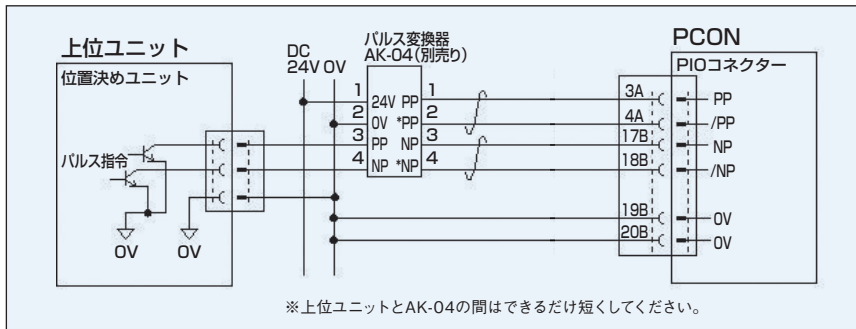 上位ユニット
位置決めユニット
パルス指令
0V
0V
DC
24V 0V
パルス変換器
AK-04(別売り)
1 24V PP 1
2 0V *PP 2
3 PP NP 3
4 NP *NP 4
PCON
PIOコネクター
3A PP
4A /PP
17B NP
18B /NP
19B 0V
20B 0V
※上位ユニットとAK-04の間はできるだけ短くしてください。